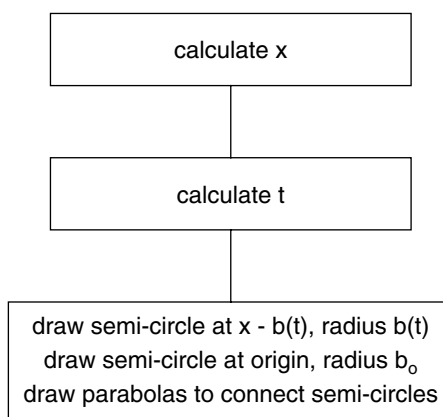 calculate x
calculate t
draw semi-circle at x - b(t), radius b(t)
draw semi-circle at origin, radius bₒ
draw parabolas to connect semi-circles